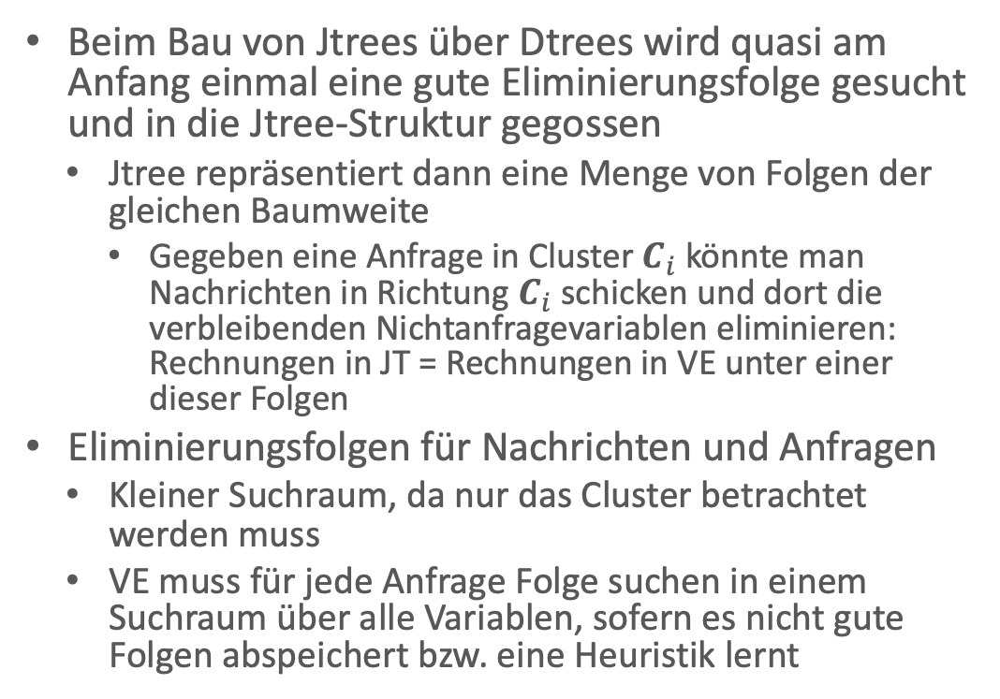 • Beim Bau von Jtrees über Dtrees wird quasi am
Anfang einmal eine gute Eliminierungsfolge gesucht
und in die Jtree-Struktur gegossen
• Jtree repräsentiert dann eine Menge von Folgen der
gleichen Baumweite
• Gegeben eine Anfrage in Cluster 𝑪ᵢ könnte man
Nachrichten in Richtung 𝑪ᵢ schicken und dort die
verbleibenden Nichtanfragevariablen eliminieren:
Rechnungen in JT = Rechnungen in VE unter einer
dieser Folgen
• Eliminierungsfolgen für Nachrichten und Anfragen
• Kleiner Suchraum, da nur das Cluster betrachtet
werden muss
• VE muss für jede Anfrage Folge suchen in einem
Suchraum über alle Variablen, sofern es nicht gute
Folgen abspeichert bzw. eine Heuristik lernt